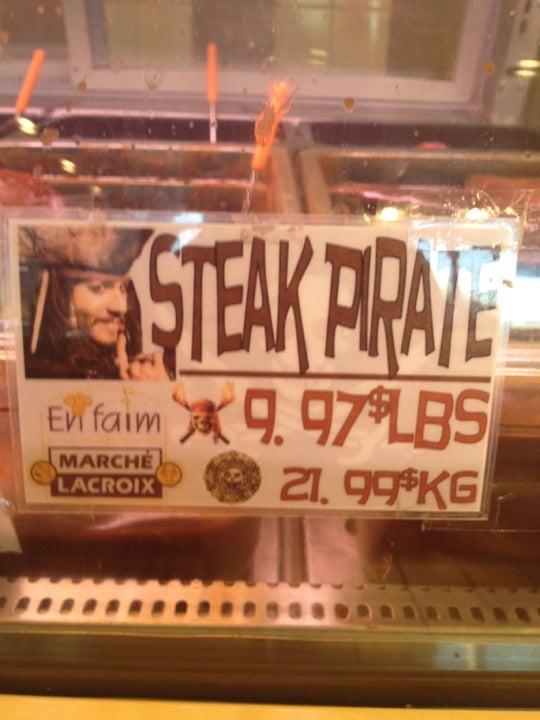 STEAK PIRATE
En faim
9.97$LBS
MARCHÉ
LACROIX
21.99$KG